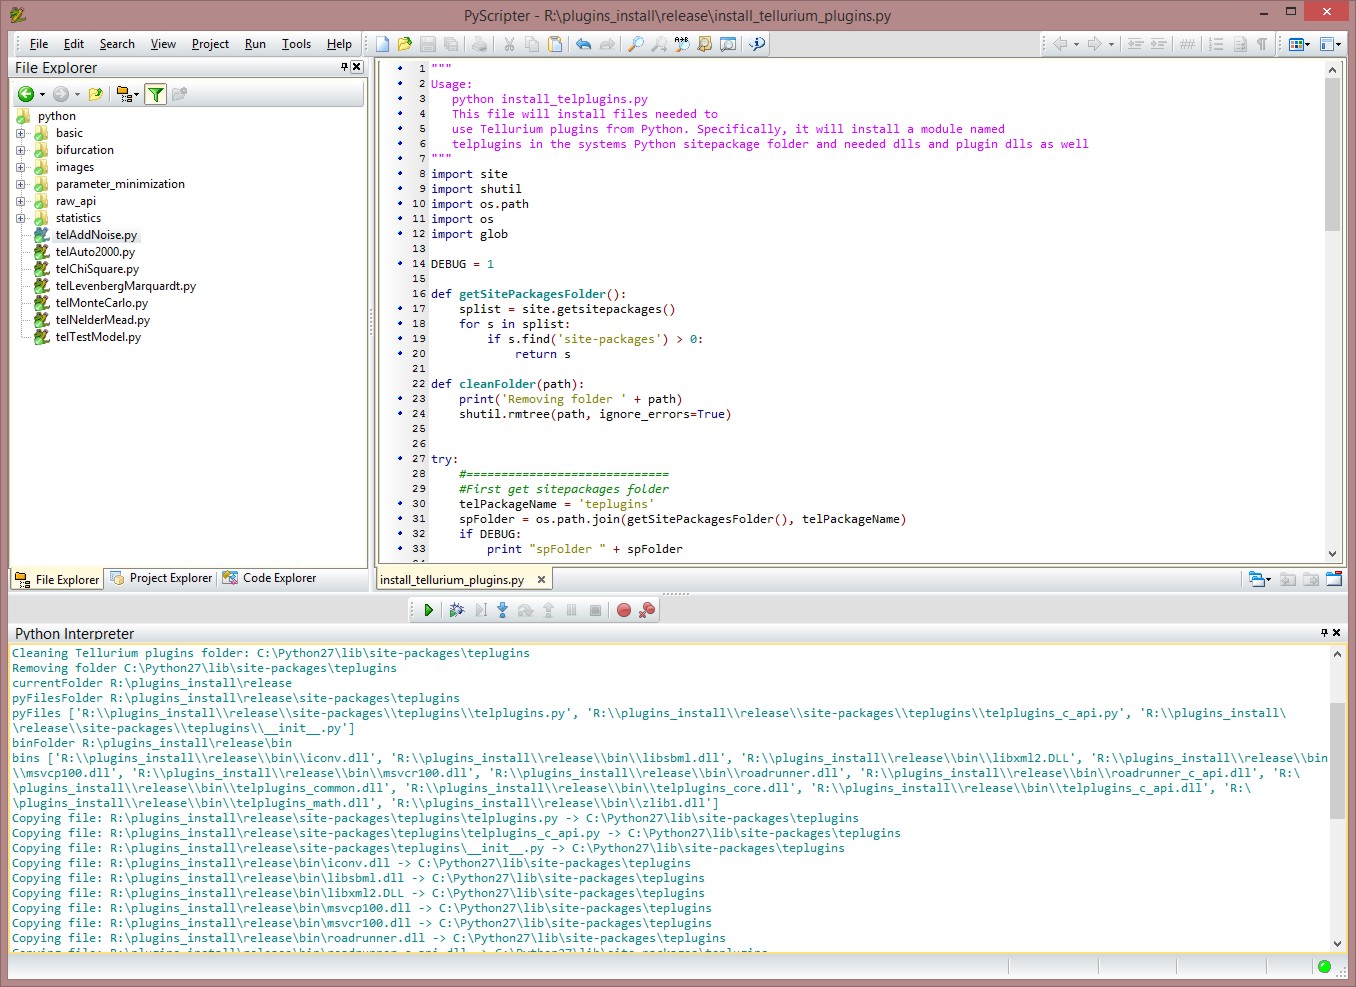 PyScripter - R:\plugins_install\release\install_tellurium_plugins.py
File Edit Search View Project Run Tools Help
File Explorer
python
basic
bifurcation
images
parameter_minimization
raw_api
statistics
telAddNoise.py
telAuto2000.py
telChiSquare.py
telLevenbergMarquardt.py
telMonteCarlo.py
telNelderMead.py
telTestModel.py
File Explorer Project Explorer Code Explorer
1 """
2 Usage:
3 python install_telplugins.py
4 This file will install files needed to
5 use Tellurium plugins from Python. Specifically, it will install a module named
6 telplugins in the systems Python sitepackage folder and needed dlls and plugin dlls as well
7 """
8 import site
9 import shutil
10 import os.path
11 import os
12 import glob
13
14 DEBUG = 1
15
16 def getSitePackagesFolder():
17 splist = site.getsitepackages()
18 for s in splist:
19 if s.find('site-packages') > 0:
20 return s
21
22 def cleanFolder(path):
23 print('Removing folder ' + path)
24 shutil.rmtree(path, ignore_errors=True)
25
26
27 try:
28 #=============================
29 #First get sitepackages folder
30 telPackageName = 'teplugins'
31 spFolder = os.path.join(getSitePackagesFolder(), telPackageName)
32 if DEBUG:
33 print "spFolder " + spFolder
install_tellurium_plugins.py
Python Interpreter
Cleaning Tellurium plugins folder: C:\Python27\lib\site-packages\teplugins
Removing folder C:\Python27\lib\site-packages\teplugins
currentFolder R:\plugins_install\release
pyFilesFolder R:\plugins_install\release\site-packages\teplugins
pyFiles ['R:\\plugins_install\\release\\site-packages\\teplugins\\telplugins.py', 'R:\\plugins_install\\release\\site-packages\\teplugins\\telplugins_c_api.py', 'R:\\plugins_install\
\release\\site-packages\\teplugins\\__init__.py']
binFolder R:\plugins_install\release\bin
bins ['R:\\plugins_install\\release\\bin\\iconv.dll', 'R:\\plugins_install\\release\\bin\\libsbml.dll', 'R:\\plugins_install\\release\\bin\\libxml2.DLL', 'R:\\plugins_install\\release\\bin
\\msvcp100.dll', 'R:\\plugins_install\\release\\bin\\msvcr100.dll', 'R:\\plugins_install\\release\\bin\\roadrunner.dll', 'R:\\plugins_install\\release\\bin\\roadrunner_c_api.dll', 'R:\
\plugins_install\\release\\bin\\telplugins_common.dll', 'R:\\plugins_install\\release\\bin\\telplugins_core.dll', 'R:\\plugins_install\\release\\bin\\telplugins_c_api.dll', 'R:\
\plugins_install\\release\\bin\\telplugins_math.dll', 'R:\\plugins_install\\release\\bin\\zlib1.dll']
Copying file: R:\plugins_install\release\site-packages\teplugins\telplugins.py -> C:\Python27\lib\site-packages\teplugins
Copying file: R:\plugins_install\release\site-packages\teplugins\telplugins_c_api.py -> C:\Python27\lib\site-packages\teplugins
Copying file: R:\plugins_install\release\site-packages\teplugins\__init__.py -> C:\Python27\lib\site-packages\teplugins
Copying file: R:\plugins_install\release\bin\iconv.dll -> C:\Python27\lib\site-packages\teplugins
Copying file: R:\plugins_install\release\bin\libsbml.dll -> C:\Python27\lib\site-packages\teplugins
Copying file: R:\plugins_install\release\bin\libxml2.DLL -> C:\Python27\lib\site-packages\teplugins
Copying file: R:\plugins_install\release\bin\msvcp100.dll -> C:\Python27\lib\site-packages\teplugins
Copying file: R:\plugins_install\release\bin\msvcr100.dll -> C:\Python27\lib\site-packages\teplugins
Copying file: R:\plugins_install\release\bin\roadrunner.dll -> C:\Python27\lib\site-packages\teplugins